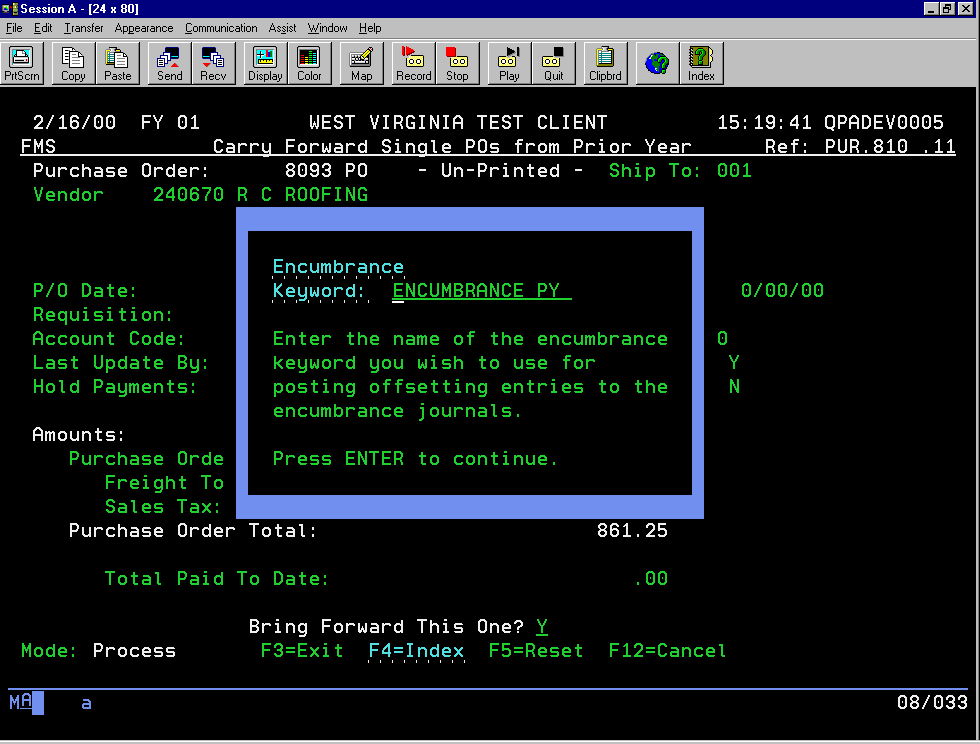 Session A - [24 x 80]
File Edit Transfer Appearance Communication Assist Window Help
PrtScrn Copy Paste Send Recv Display Color Map Record Stop Play Quit Clipbrd Index
2/16/00 FY 01 WEST VIRGINIA TEST CLIENT 15:19:41 QPADEV0005
FMS Carry Forward Single POs from Prior Year Ref: PUR.810 .11
Purchase Order: 8093 PO - Un-Printed - Ship To: 001
Vendor 240670 R C ROOFING
Encumbrance
P/O Date: Keyword: ENCUMBRANCE PY 0/00/00
Requisition:
Account Code: Enter the name of the encumbrance 0
Last Update By: keyword you wish to use for Y
Hold Payments: posting offsetting entries to the N
encumbrance journals.
Amounts:
Purchase Orde Press ENTER to continue.
Freight To
Sales Tax:
Purchase Order Total: 861.25
Total Paid To Date: .00
Bring Forward This One? Y
Mode: Process F3=Exit F4=Index F5=Reset F12=Cancel
MA a 08/033